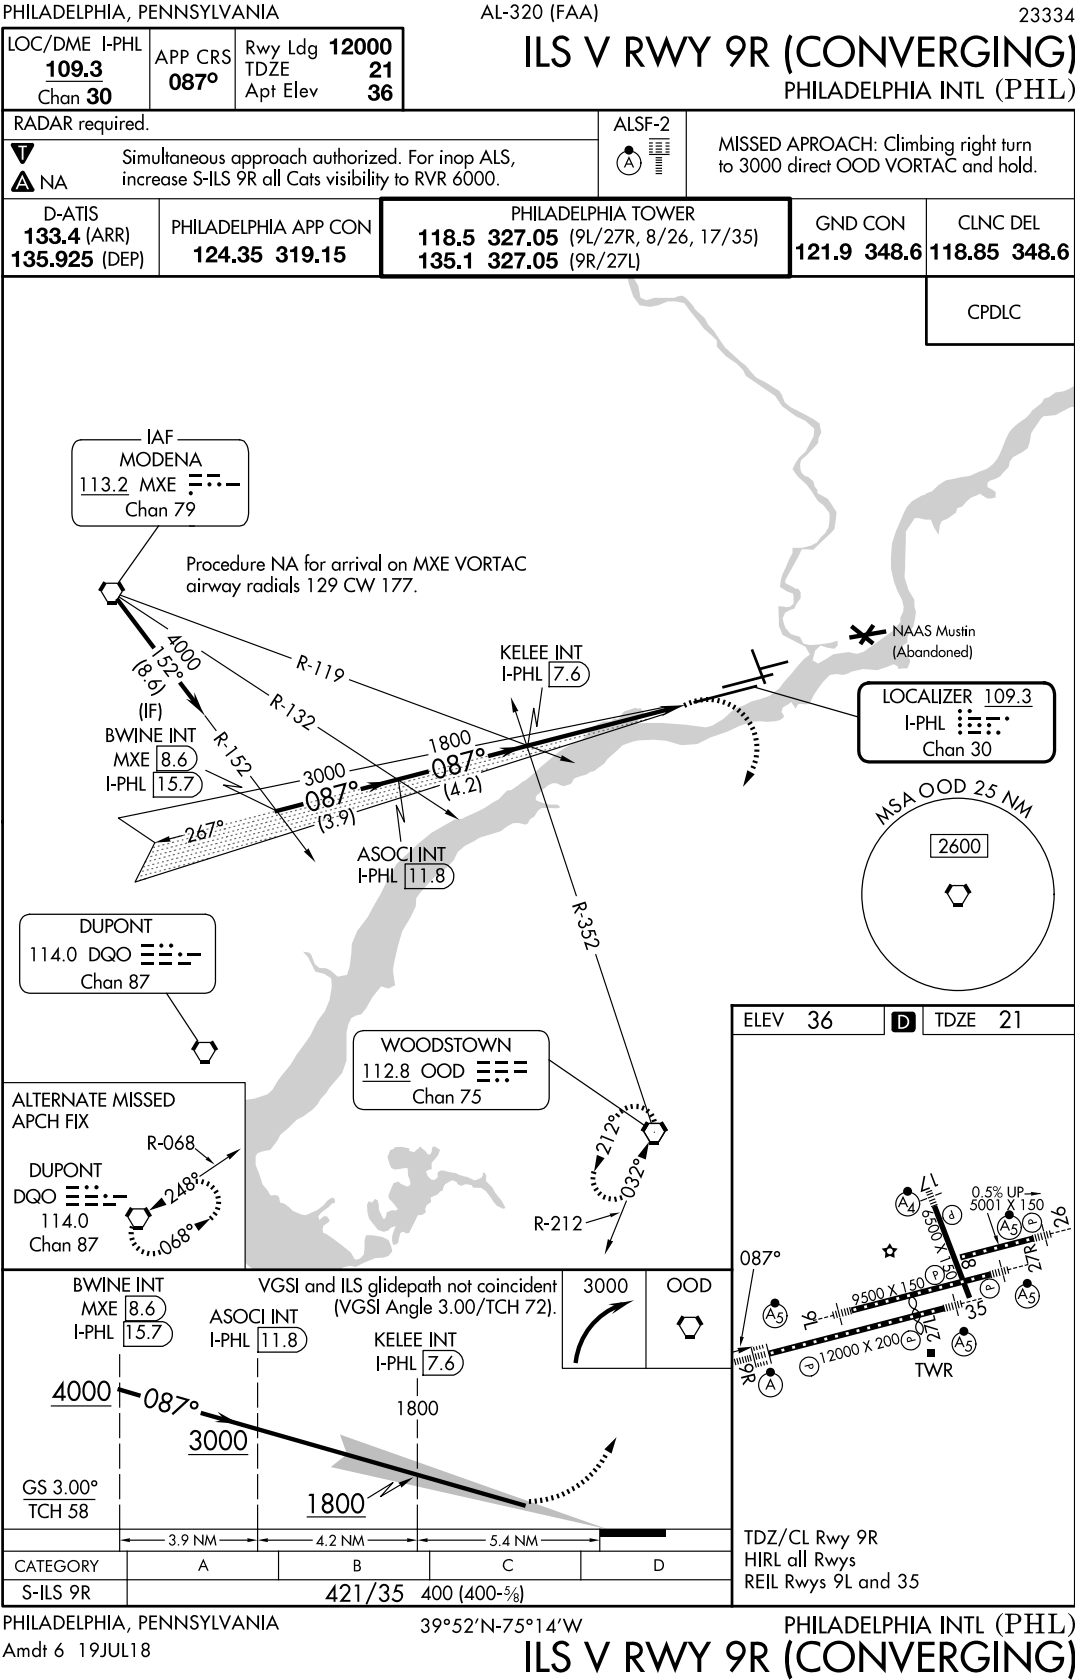 PHILADELPHIA, PENNSYLVANIA
AL-320 (FAA)
23334
LOC/DME I-PHL
109.3
Chan 30
APP CRS
087°
Rwy Ldg 12000
TDZE 21
Apt Elev 36
ILS V RWY 9R (CONVERGING)
PHILADELPHIA INTL (PHL)
RADAR required.
T
A NA
Simultaneous approach authorized. For inop ALS,
increase S-ILS 9R all Cats visibility to RVR 6000.
ALSF-2
A
MISSED APROACH: Climbing right turn
to 3000 direct OOD VORTAC and hold.
D-ATIS
133.4 (ARR)
135.925 (DEP)
PHILADELPHIA APP CON
124.35 319.15
PHILADELPHIA TOWER
118.5 327.05 (9L/27R, 8/26, 17/35)
135.1 327.05 (9R/27L)
GND CON
121.9 348.6
CLNC DEL
118.85 348.6
CPDLC
IAF
MODENA
113.2 MXE
Chan 79
Procedure NA for arrival on MXE VORTAC
airway radials 129 CW 177.
4000
152°
(8.6)
(IF)
R-119
R-132
R-152
KELEE INT
I-PHL 7.6
NAAS Mustin
(Abandoned)
LOCALIZER 109.3
I-PHL
Chan 30
BWINE INT
MXE 8.6
I-PHL 15.7
1800
087°
(4.2)
3000
087°
(3.9)
267°
ASOCI INT
I-PHL 11.8
MSA OOD 25 NM
2600
R-352
DUPONT
114.0 DQO
Chan 87
WOODSTOWN
112.8 OOD
Chan 75
212°
032°
R-212
ALTERNATE MISSED
APCH FIX
R-068
DUPONT
DQO
114.0
Chan 87
248°
068°
ELEV 36
D
TDZE 21
17
A4
P
0.5% UP
5001 X 150
A5
P
26
6500 X 150
8
27R
087°
9500 X 150
P
P
A5
A5
9L
35
27L
12000 X 200
P
P
A5
9R
A
TWR
TDZ/CL Rwy 9R
HIRL all Rwys
REIL Rwys 9L and 35
BWINE INT
MXE 8.6
I-PHL 15.7
VGSI and ILS glidepath not coincident
(VGSI Angle 3.00/TCH 72).
ASOCI INT
I-PHL 11.8
KELEE INT
I-PHL 7.6
3000
OOD
4000
087°
3000
1800
1800
GS 3.00°
TCH 58
3.9 NM
4.2 NM
5.4 NM
CATEGORY A B C D
S-ILS 9R 421/35 400 (400-⅝)
PHILADELPHIA, PENNSYLVANIA
Amdt 6 19JUL18
39°52'N-75°14'W
PHILADELPHIA INTL (PHL)
ILS V RWY 9R (CONVERGING)